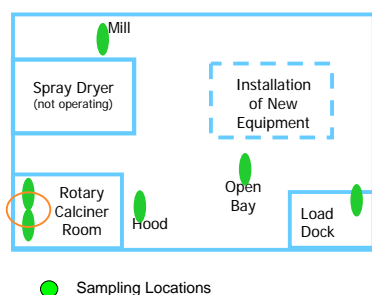 Mill
Spray Dryer
(not operating)
Installation
of New
Equipment
Rotary
Calciner
Room
Hood
Open
Bay
Load
Dock
Sampling Locations